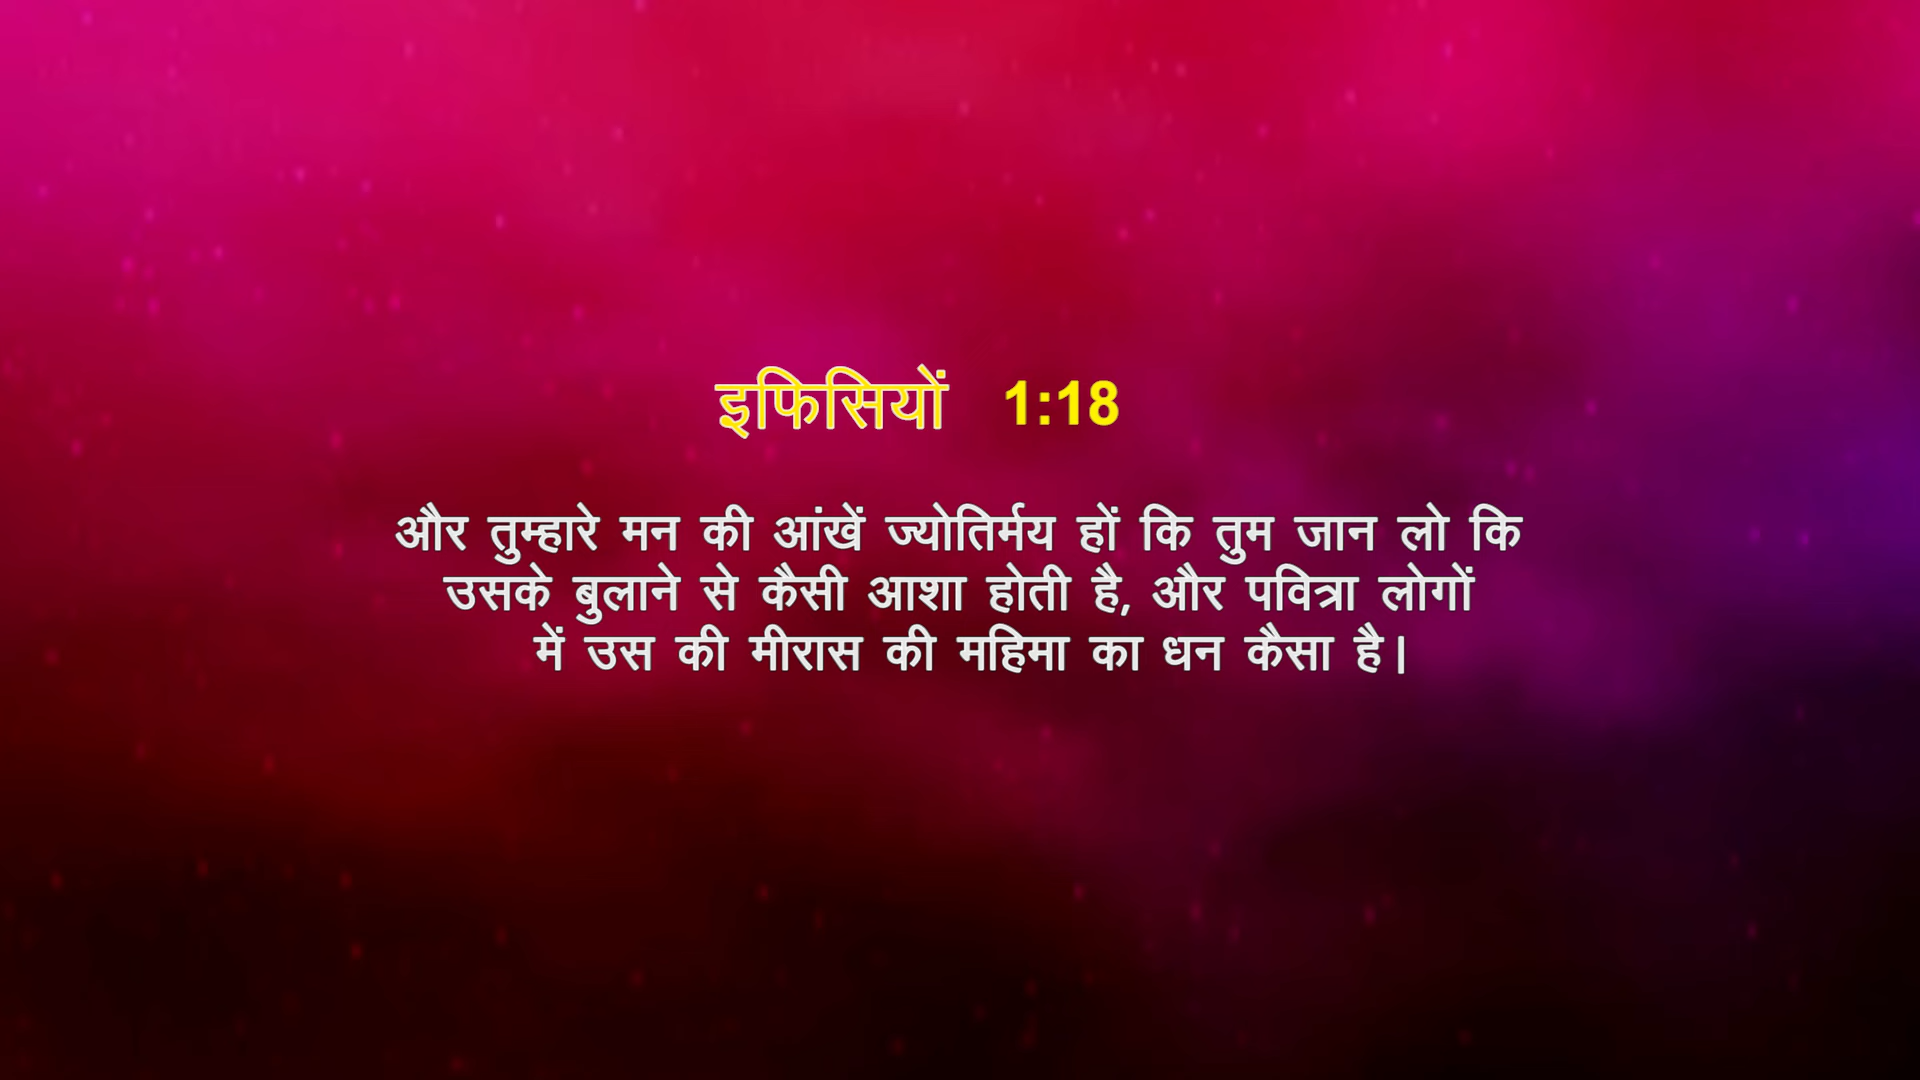 इफिसियों 1:18
और तुम्हारे मन की आंखें ज्योतिर्मय हों कि तुम जान लो कि
उसके बुलाने से कैसी आशा होती है, और पवित्रा लोगों
में उस की मीरास की महिमा का धन कैसा है।